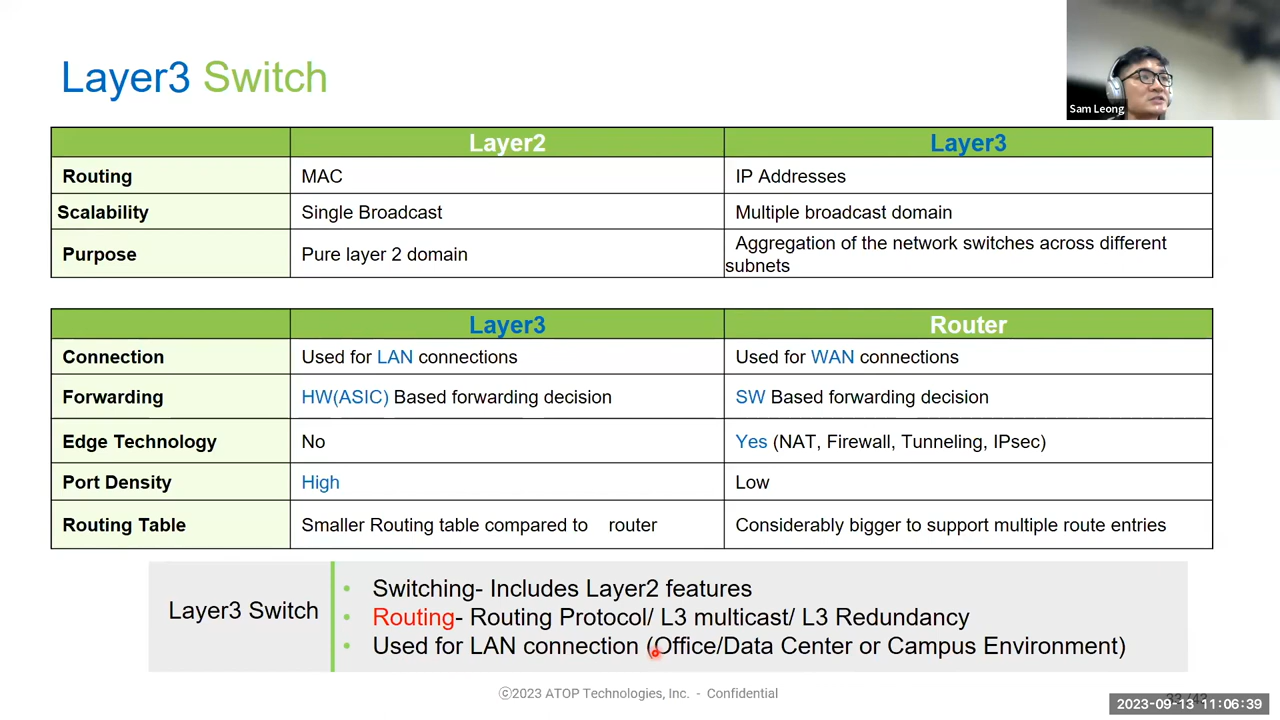 Layer3 Switch
Sam Leong
Layer2 Layer3
Routing MAC IP Addresses
Scalability Single Broadcast Multiple broadcast domain
Purpose Pure layer 2 domain Aggregation of the network switches across different
subnets
Layer3 Router
Connection Used for LAN connections Used for WAN connections
Forwarding HW(ASIC) Based forwarding decision SW Based forwarding decision
Edge Technology No Yes (NAT, Firewall, Tunneling, IPsec)
Port Density High Low
Routing Table Smaller Routing table compared to router Considerably bigger to support multiple route entries
Layer3 Switch
• Switching- Includes Layer2 features
• Routing- Routing Protocol/ L3 multicast/ L3 Redundancy
• Used for LAN connection (Office/Data Center or Campus Environment)
©2023 ATOP Technologies, Inc. - Confidential
2023-09-13 11:06:39